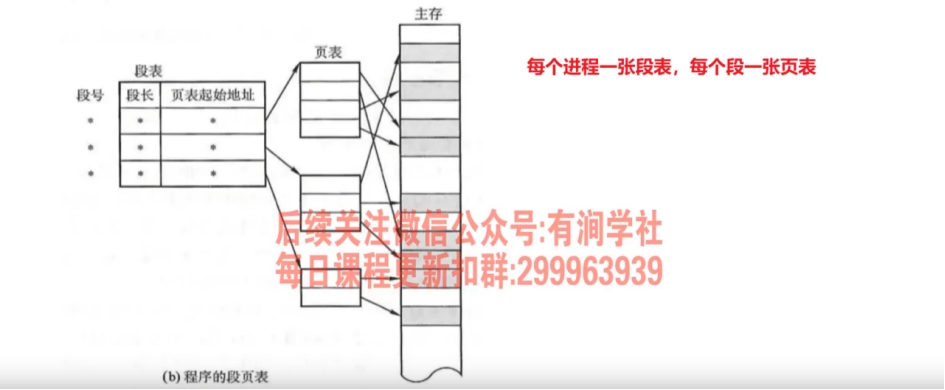 主存
每个进程一张段表，每个段一张页表
页表
段表
段号 段长 页表起始地址
* * *
* * *
* * *
后续关注微信公众号:有涧学社
每日课程更新扣群:299963939
(b) 程序的段页表